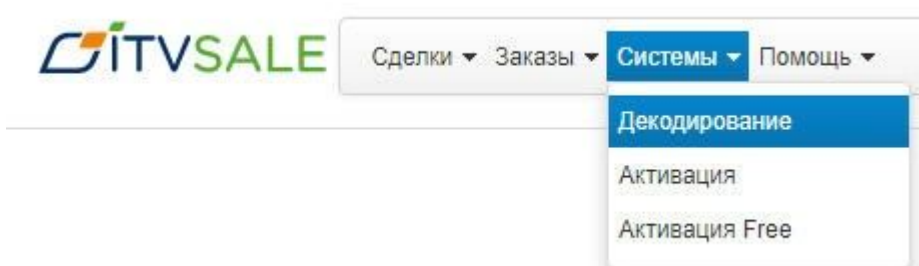 ITVSALE Сделки Заказы Системы Помощь
Декодирование
Активация
Активация Free